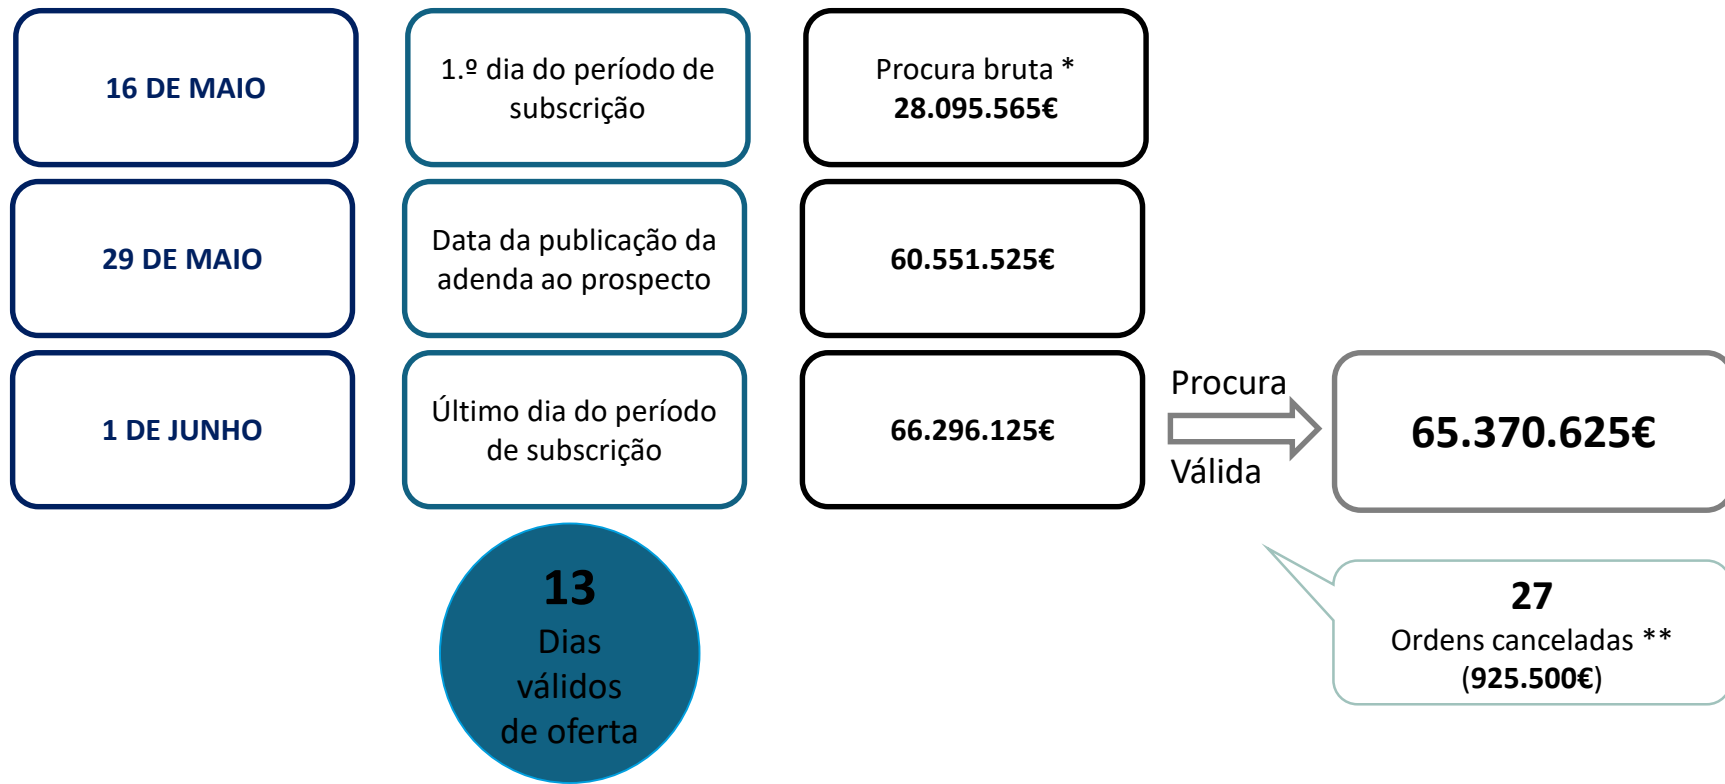 16 DE MAIO
1.º dia do período de
subscrição
Procura bruta *
28.095.565€
29 DE MAIO
Data da publicação da
adenda ao prospecto
60.551.525€
1 DE JUNHO
Último dia do período
de subscrição
66.296.125€
Procura
Válida
65.370.625€
13
Dias
válidos
de oferta
27
Ordens canceladas **
(925.500€)